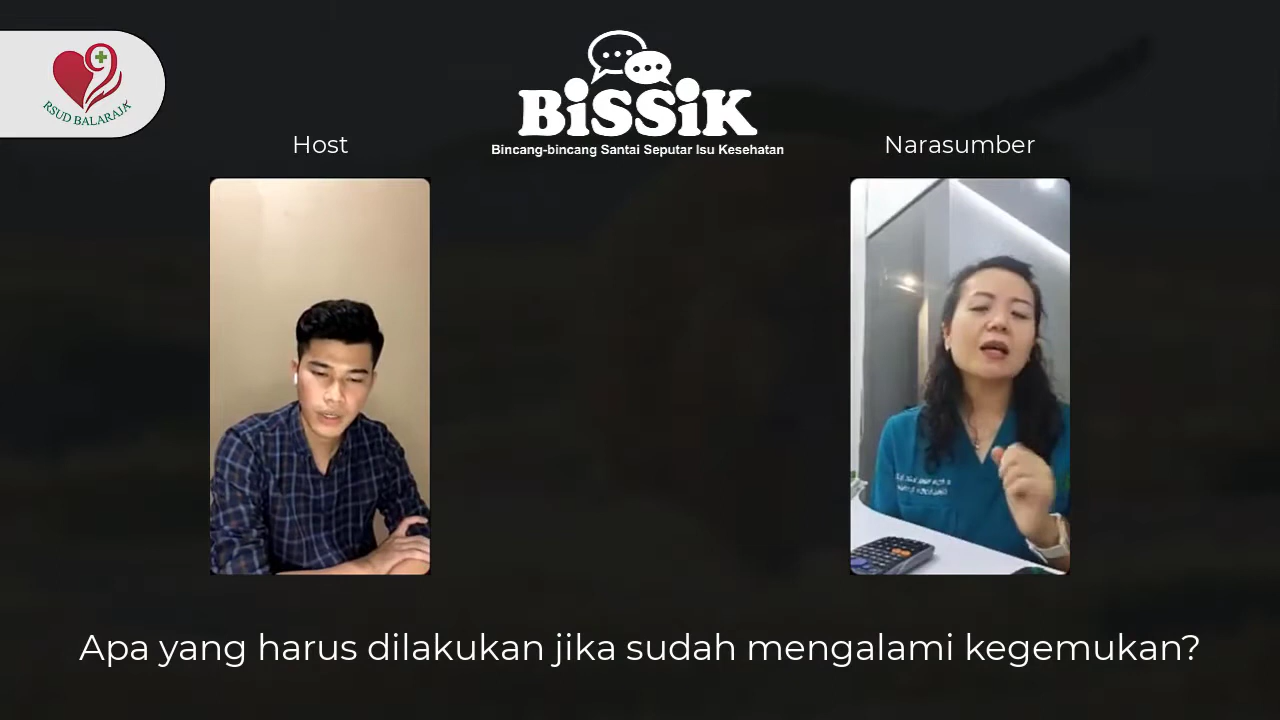 RSUD BALARAJA
BiSSiK
Bincang-bincang Santai Seputar Isu Kesehatan
Host
Narasumber
Apa yang harus dilakukan jika sudah mengalami kegemukan?